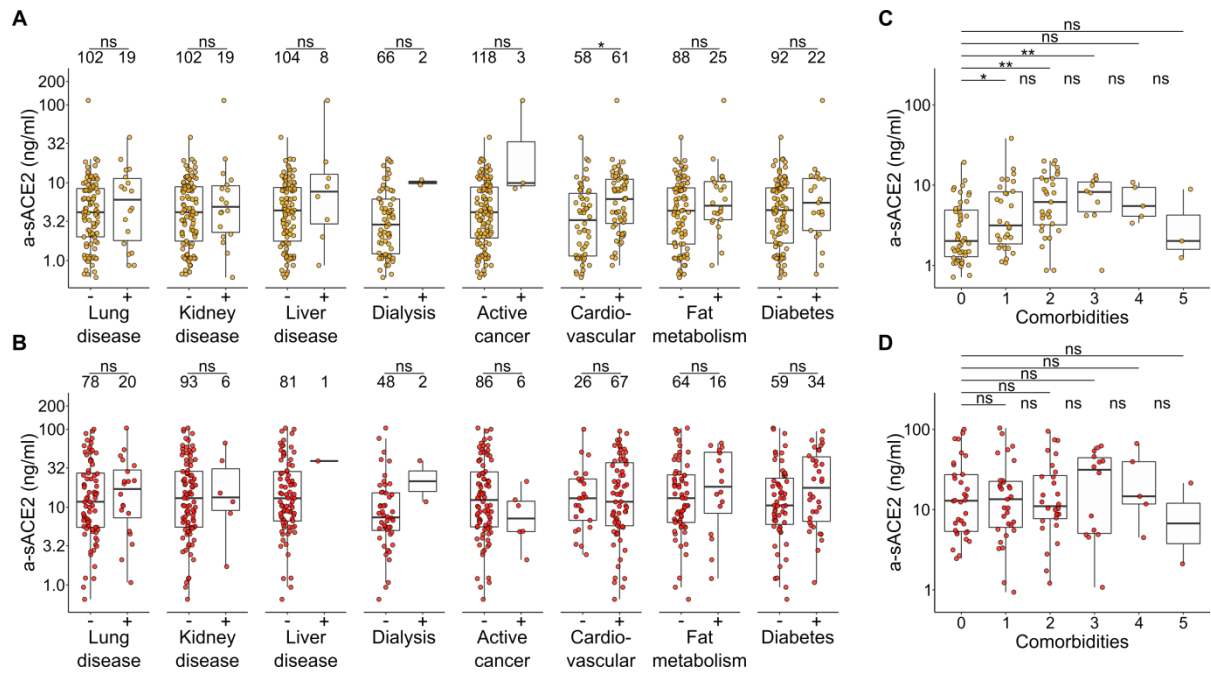 A
ns ns ns ns ns * ns ns
102 19 102 19 104 8 66 2 118 3 58 61 88 25 92 22
a-sACE2 (ng/ml)
200
100
32
10
3.2
1.0
- + - + - + - + - + - + - + - +
Lung Kidney Liver Dialysis Active Cardio- Fat Diabetes
disease disease disease cancer vascular metabolism
B
ns ns ns ns ns ns ns
78 20 93 6 81 1 48 2 86 6 26 67 64 16 59 34
a-sACE2 (ng/ml)
200
100
32
10
3.2
1.0
- + - + - + - + - + - + - + - +
Lung Kidney Liver Dialysis Active Cardio- Fat Diabetes
disease disease disease cancer vascular metabolism
C
ns
ns
**
**
* ns ns ns ns
a-sACE2 (ng/ml)
100
10
1
0 1 2 3 4 5
Comorbidities
D
ns
ns
ns
ns
ns ns ns ns ns
a-sACE2 (ng/ml)
100
10
1
0 1 2 3 4 5
Comorbidities